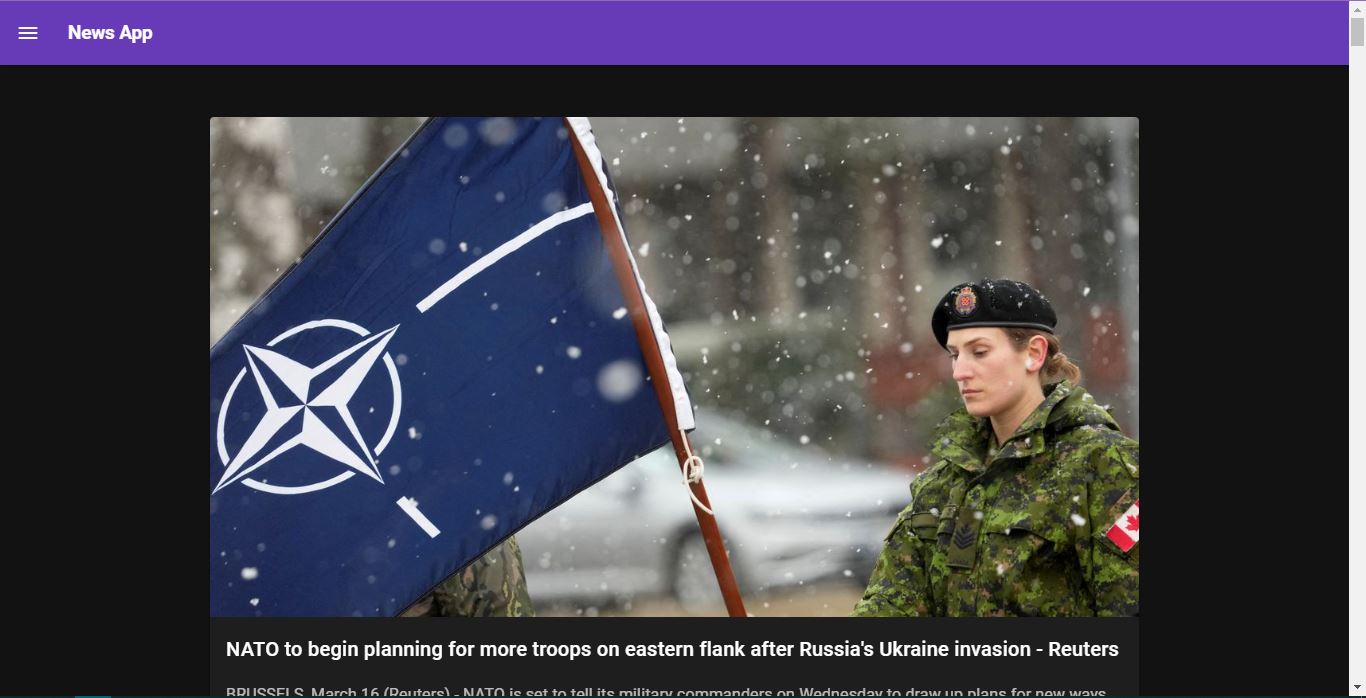 News App
NATO to begin planning for more troops on eastern flank after Russia's Ukraine invasion - Reuters
BRUSSELS, March 16 (Reuters) - NATO is set to tell its military commanders on Wednesday to draw up plans for new ways